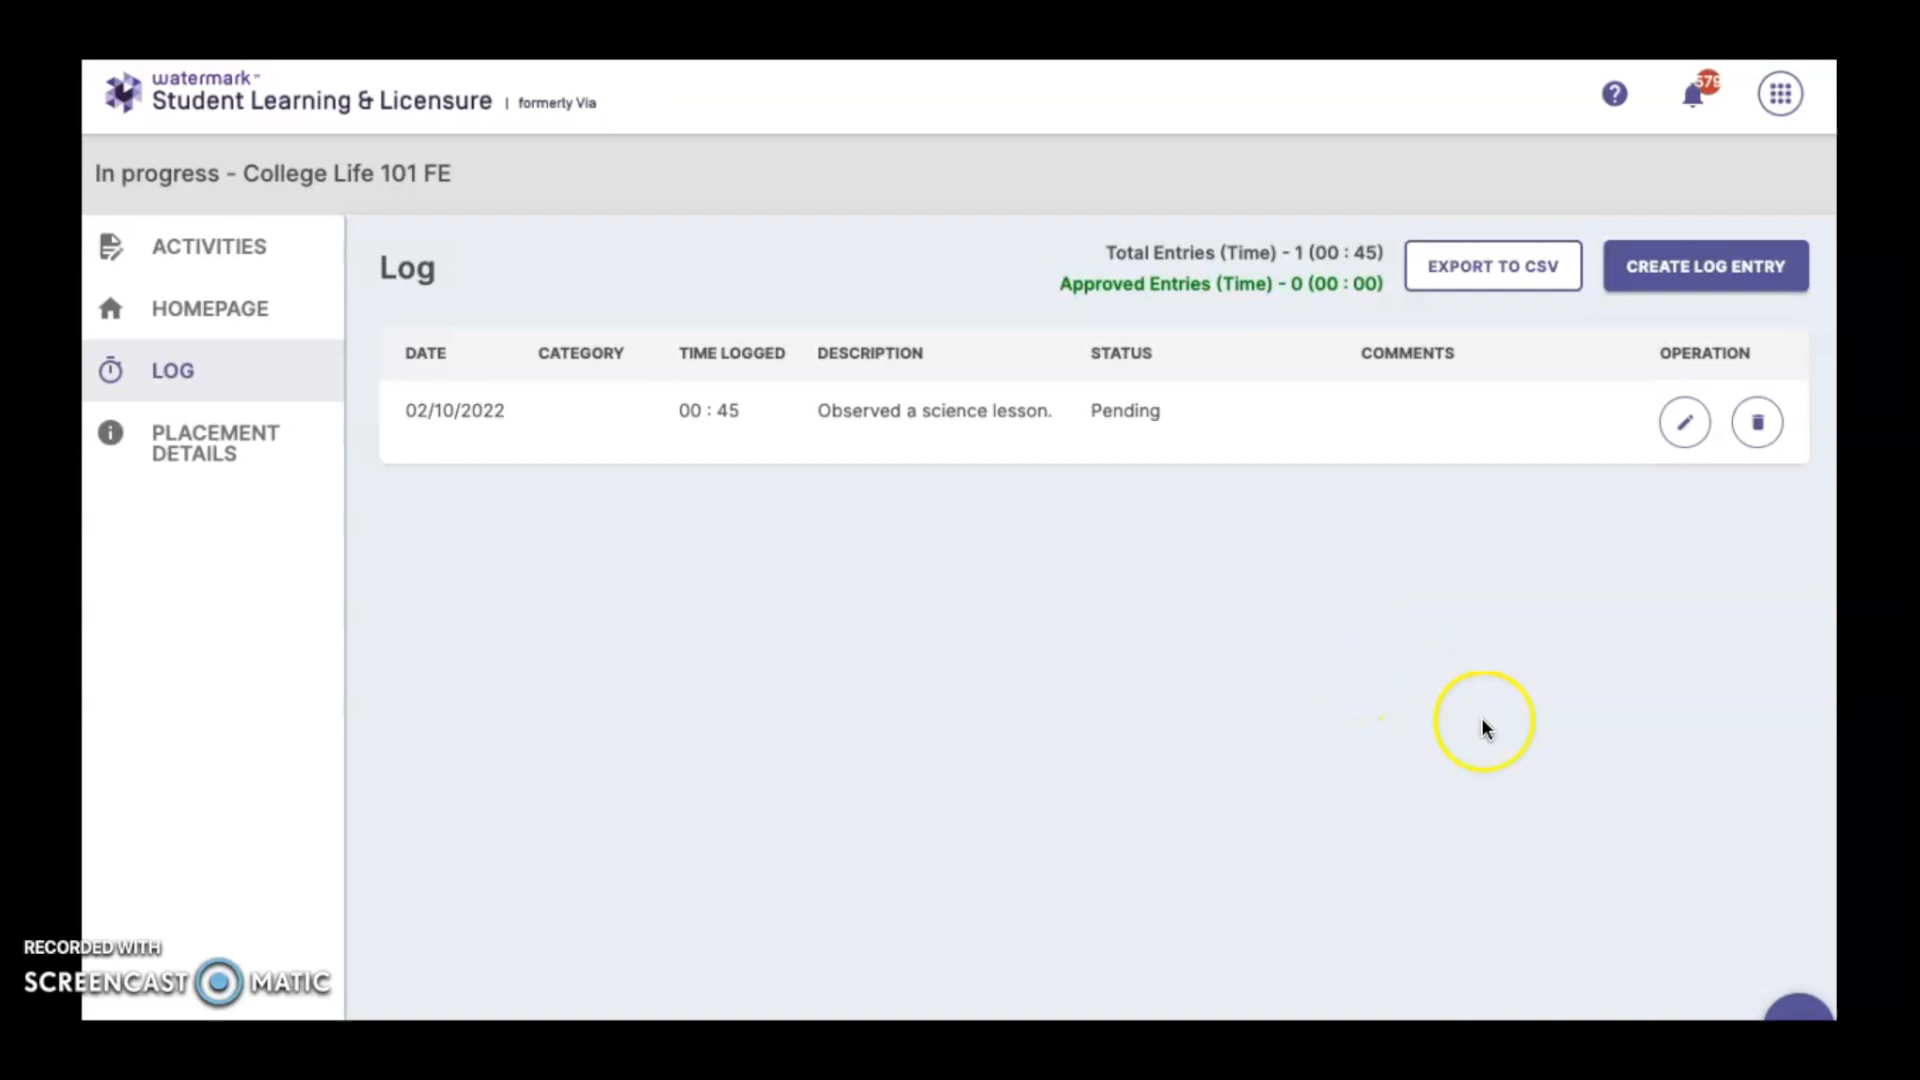 watermark™
Student Learning & Licensure | formerly Via
579
In progress - College Life 101 FE
ACTIVITIES
HOMEPAGE
LOG
PLACEMENT
DETAILS
Log
Total Entries (Time) - 1 (00 : 45)
Approved Entries (Time) - 0 (00 : 00)
EXPORT TO CSV
CREATE LOG ENTRY
DATE CATEGORY TIME LOGGED DESCRIPTION STATUS COMMENTS OPERATION
02/10/2022 00 : 45 Observed a science lesson. Pending
RECORDED WITH
SCREENCAST MATIC